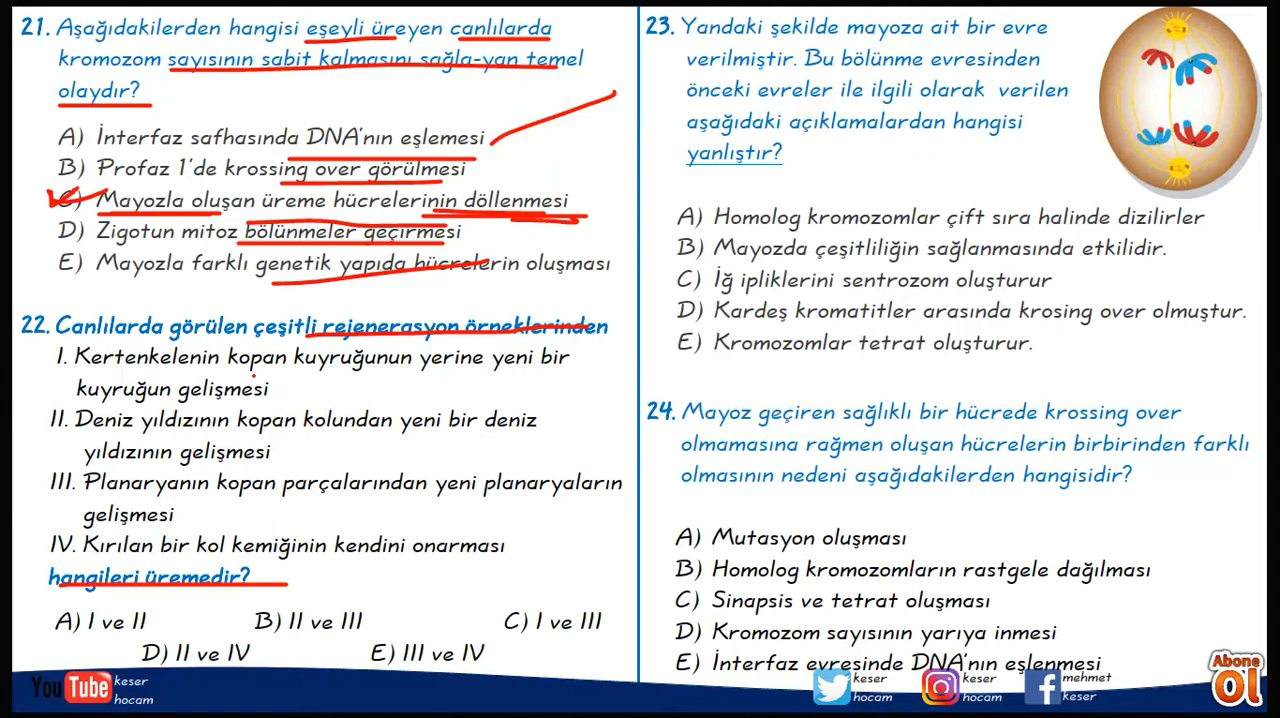 21. Aşağıdakilerden hangisi eşeyli üreyen canlılarda
kromozom sayısının sabit kalmasını sağla-yan temel
olaydır?
A) İnterfaz safhasında DNA'nın eşlemesi
B) Profaz 1'de krossing over görülmesi
C) Mayozla oluşan üreme hücrelerinin döllenmesi
D) Zigotun mitoz bölünmeler geçirmesi
E) Mayozla farklı genetik yapıda hücrelerin oluşması
22. Canlılarda görülen çeşitli rejenerasyon örneklerinden
I. Kertenkelenin kopan kuyruğunun yerine yeni bir
kuyruğun gelişmesi
II. Deniz yıldızının kopan kolundan yeni bir deniz
yıldızının gelişmesi
III. Planaryanın kopan parçalarından yeni planaryaların
gelişmesi
IV. Kırılan bir kol kemiğinin kendini onarması
hangileri üremedir?
A) I ve II B) II ve III C) I ve III
D) II ve IV E) III ve IV
23. Yandaki şekilde mayoza ait bir evre
verilmiştir. Bu bölünme evresinden
önceki evreler ile ilgili olarak verilen
aşağıdaki açıklamalardan hangisi
yanlıştır?
A) Homolog kromozomlar çift sıra halinde dizilirler
B) Mayozda çeşitliliğin sağlanmasında etkilidir.
C) İğ ipliklerini sentrozom oluşturur
D) Kardeş kromatitler arasında krosing over olmuştur.
E) Kromozomlar tetrat oluşturur.
24. Mayoz geçiren sağlıklı bir hücrede krossing over
olmamasına rağmen oluşan hücrelerin birbirinden farklı
olmasının nedeni aşağıdakilerden hangisidir?
A) Mutasyon oluşması
B) Homolog kromozomların rastgele dağılması
C) Sinapsis ve tetrat oluşması
D) Kromozom sayısının yarıya inmesi
E) İnterfaz evresinde DNA'nın eşlenmesi
YouTube keser
hocam
keser
hocam
keser
hocam
mehmet
keser
Abone
ol